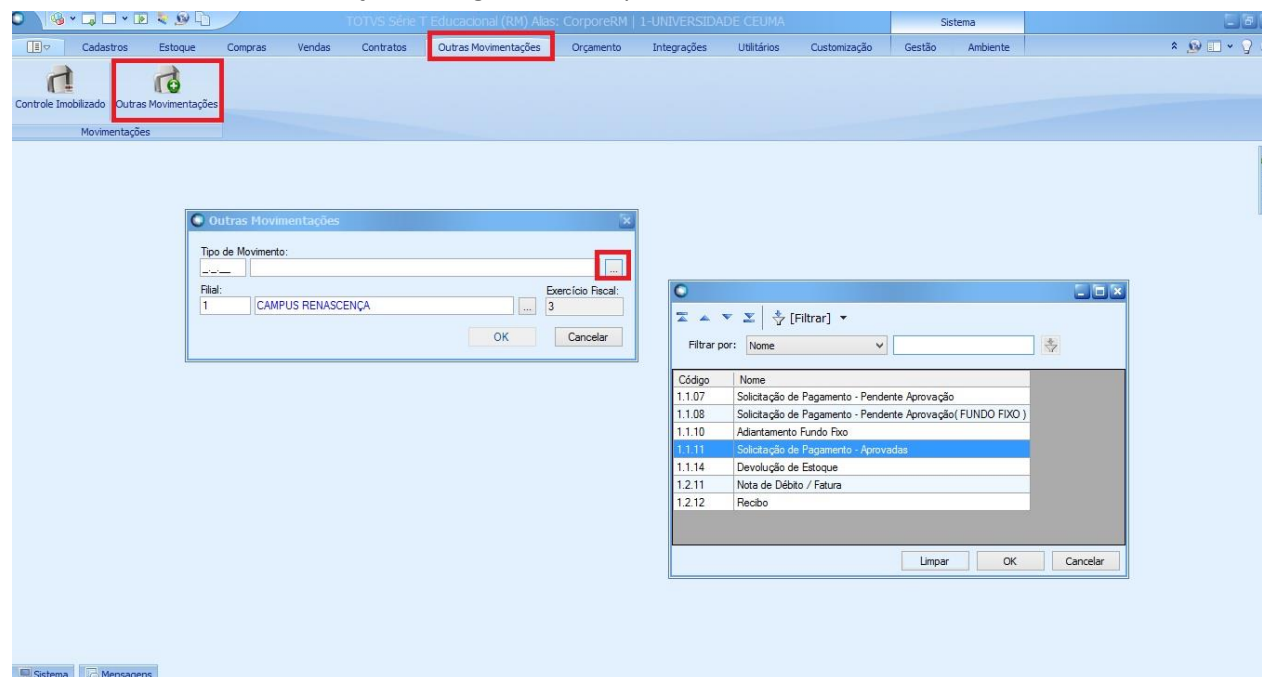 TOTVS Série T Educacional (RM) Alias: CorporeRM | 1-UNIVERSIDADE CEUMA
Sistema
Cadastros Estoque Compras Vendas Contratos Outras Movimentações Orçamento Integrações Utilitários Customização Gestão Ambiente
Controle Imobilizado Outras Movimentações
Movimentações
Outras Movimentações
Tipo de Movimento:
_._.__ ...
Filial: Exercício Fiscal:
1 CAMPUS RENASCENÇA ... 3
OK Cancelar
[Filtrar]
Filtrar por: Nome
Código Nome
1.1.07 Solicitação de Pagamento - Pendente Aprovação
1.1.08 Solicitação de Pagamento - Pendente Aprovação( FUNDO FIXO )
1.1.10 Adiantamento Fundo Fixo
1.1.11 Solicitação de Pagamento - Aprovadas
1.1.14 Devolução de Estoque
1.2.11 Nota de Débito / Fatura
1.2.12 Recibo
Limpar OK Cancelar
Sistema Mensagens